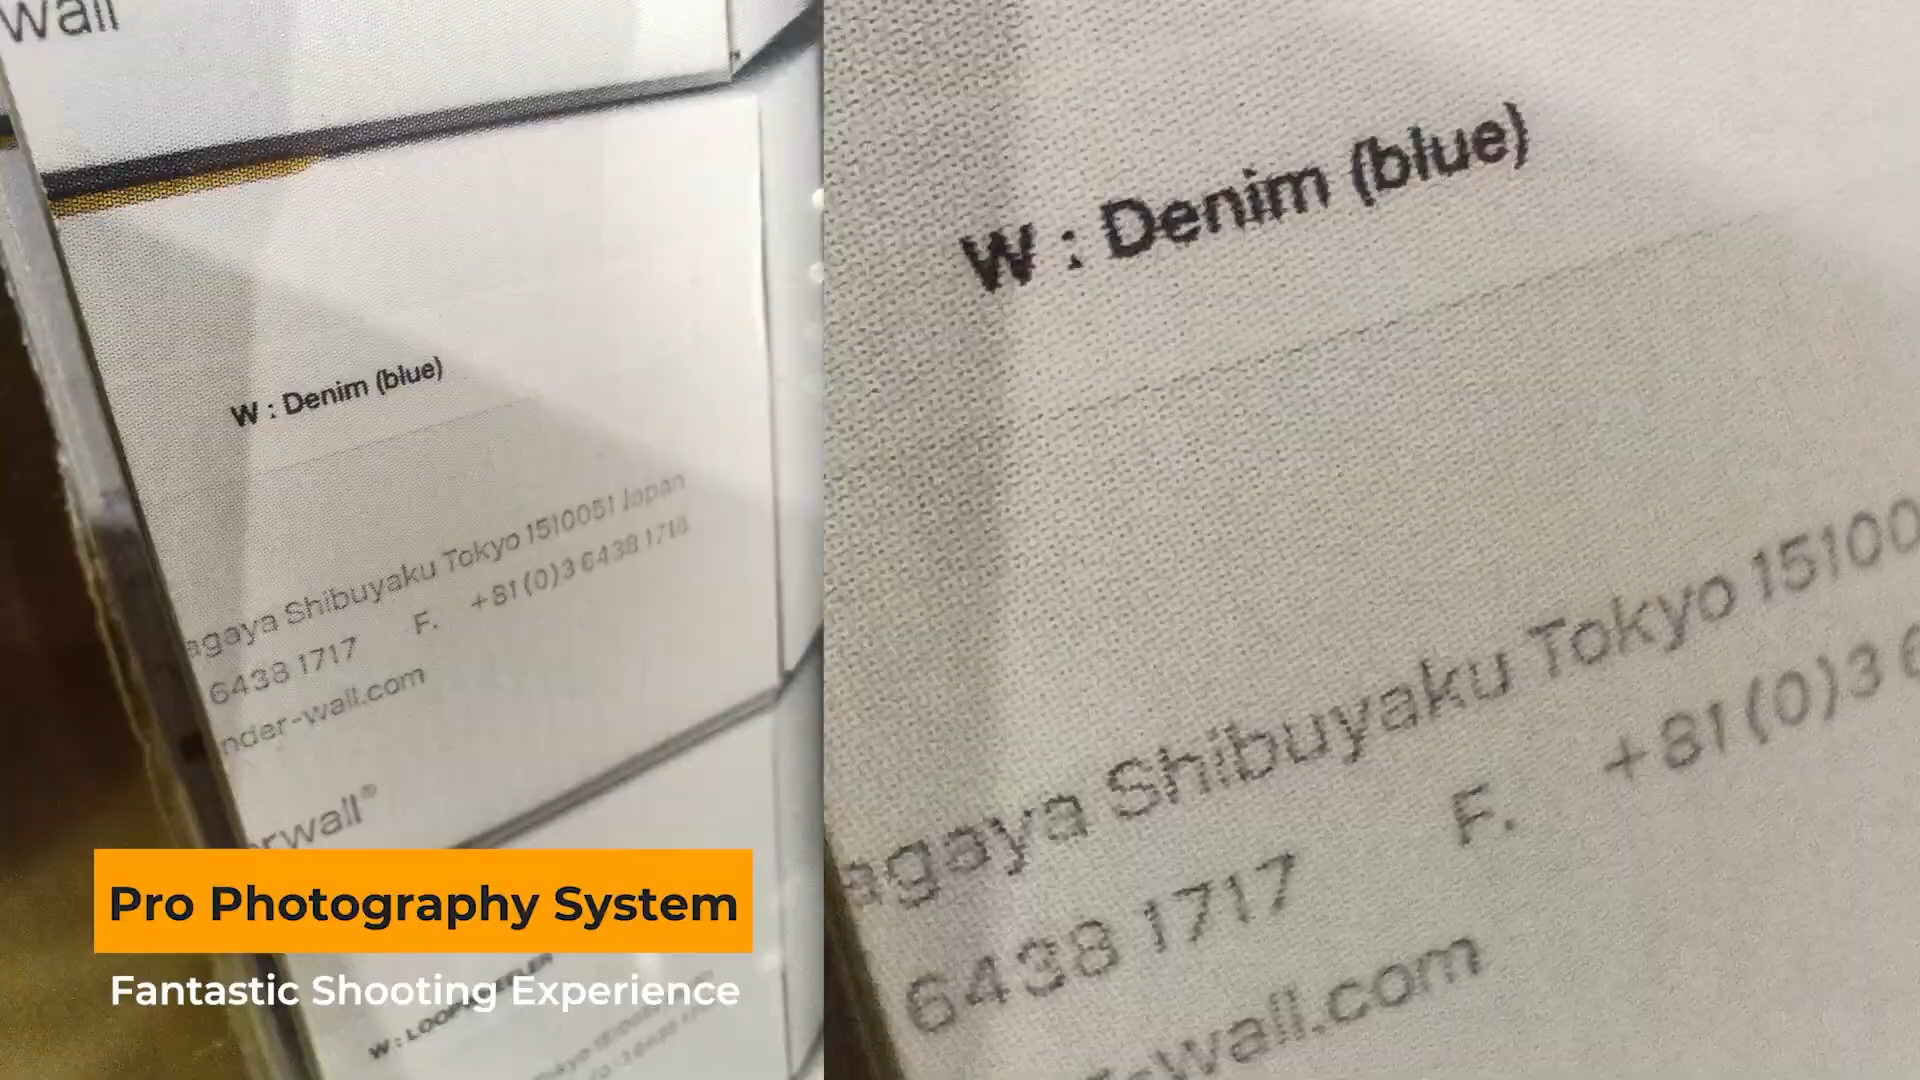 wall
W : Denim (blue)
agaya Shibuyaku Tokyo 1510051 Japan
6438 1717 F. +81 (0)3 6438 1718
nder-wall.com
erwall®
Pro Photography System
Fantastic Shooting Experience
W : Denim (blue)
agaya Shibuyaku Tokyo 15100
6438 1717 F. +81 (0)3 6
r-wall.com